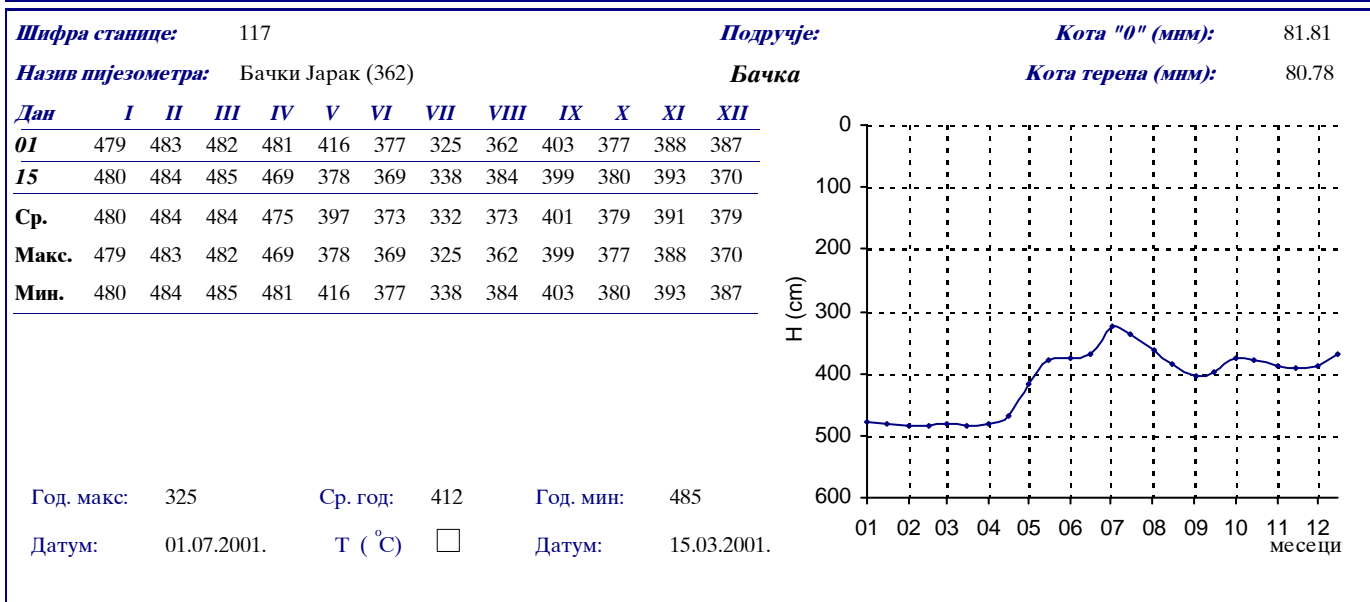 Шифра станице: 117 Подручје: Кота "0" (мнм): 81.81
Назив пијезометра: Бачки Јарак (362) Бачка Кота терена (мнм): 80.78
Дан I II III IV V VI VII VIII IX X XI XII
01 479 483 482 481 416 377 325 362 403 377 388 387
15 480 484 485 469 378 369 338 384 399 380 393 370
Ср. 480 484 484 475 397 373 332 373 401 379 391 379
Макс. 479 483 482 469 378 369 325 362 399 377 388 370
Мин. 480 484 485 481 416 377 338 384 403 380 393 387
Год. макс: 325 Ср. год: 412 Год. мин: 485
Датум: 01.07.2001. T ( °C) Датум: 15.03.2001.
H (cm)
0
100
200
300
400
500
600
01 02 03 04 05 06 07 08 09 10 11 12
месеци